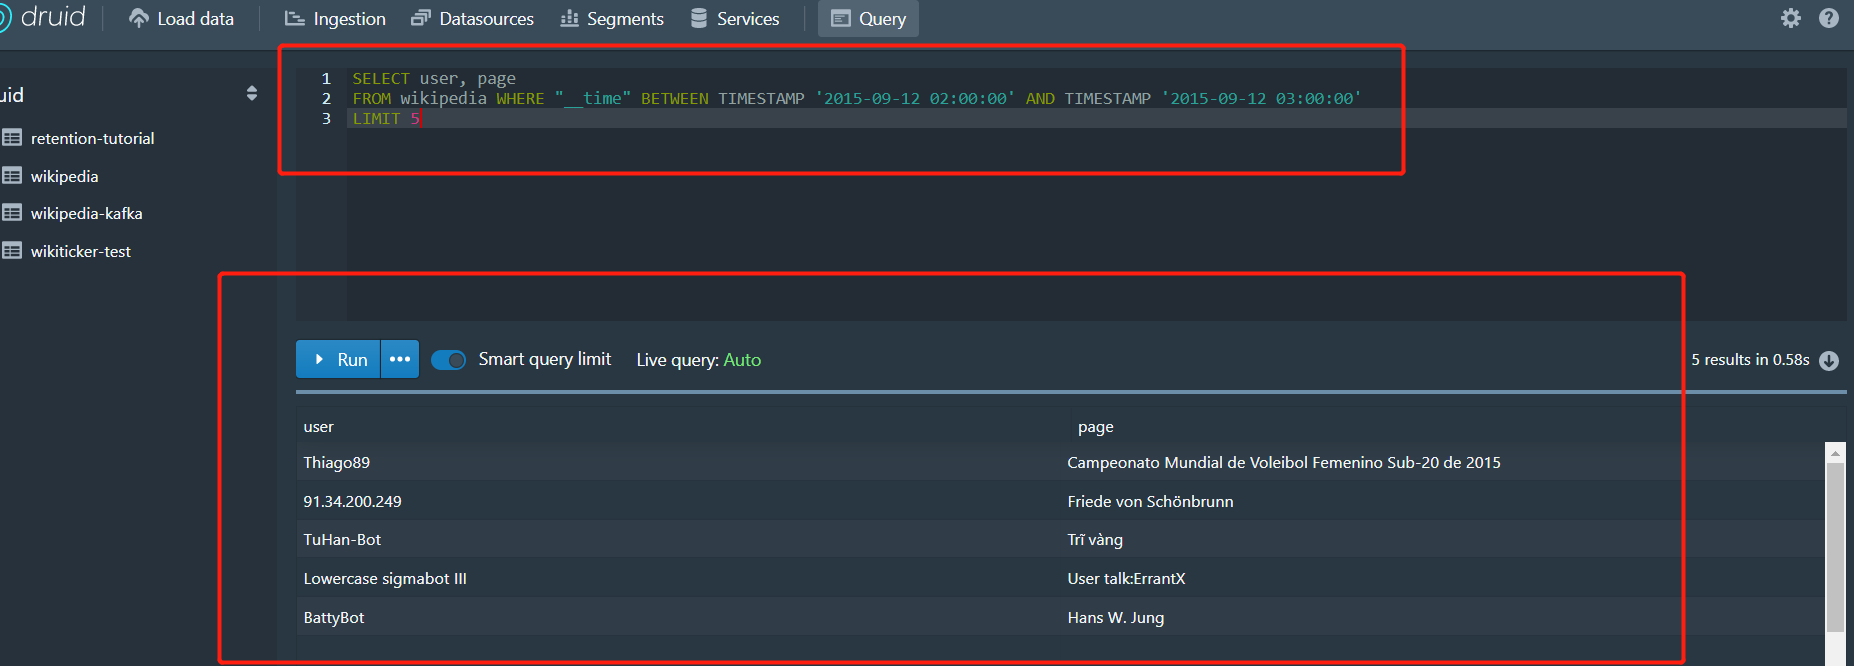 druid
Load data
Ingestion
Datasources
Segments
Services
Query
uid
retention-tutorial
wikipedia
wikipedia-kafka
wikiticker-test
1 SELECT user, page
2 FROM wikipedia WHERE "__time" BETWEEN TIMESTAMP '2015-09-12 02:00:00' AND TIMESTAMP '2015-09-12 03:00:00'
3 LIMIT 5
Run
Smart query limit
Live query: Auto
5 results in 0.58s
user page
Thiago89 Campeonato Mundial de Voleibol Femenino Sub-20 de 2015
91.34.200.249 Friede von Schönbrunn
TuHan-Bot Trĩ vàng
Lowercase sigmabot III User talk:ErrantX
BattyBot Hans W. Jung